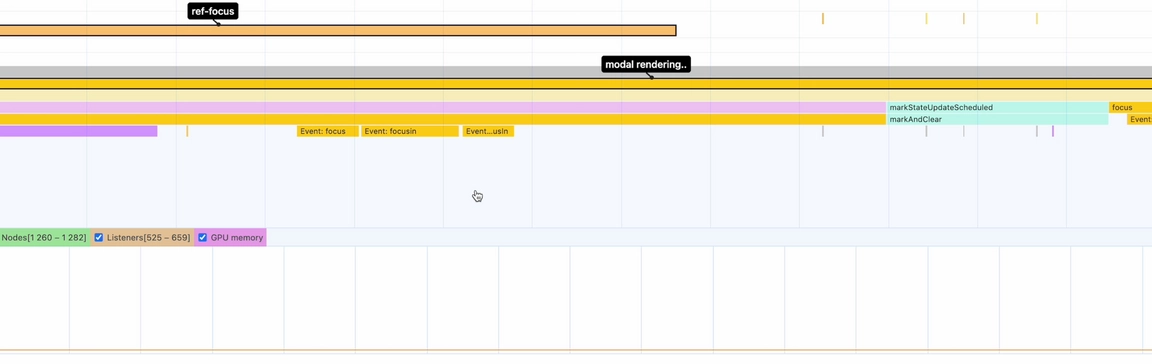 ref-focus
modal rendering..
markStateUpdateScheduled
focus
markAndClear
Event:
Event: focus
Event: focusin
Event...usIn
Nodes[1 260 – 1 282]
Listeners[525 – 659]
GPU memory